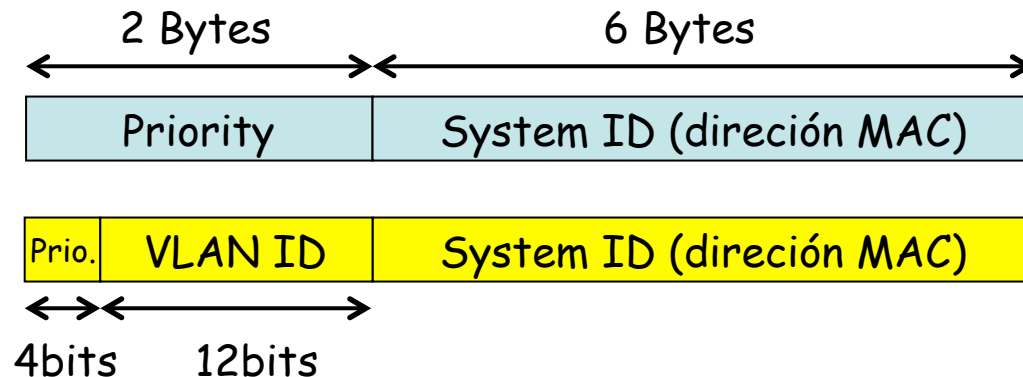 2 Bytes 6 Bytes
Priority System ID (direción MAC)
Prio. VLAN ID System ID (direción MAC)
4bits 12bits